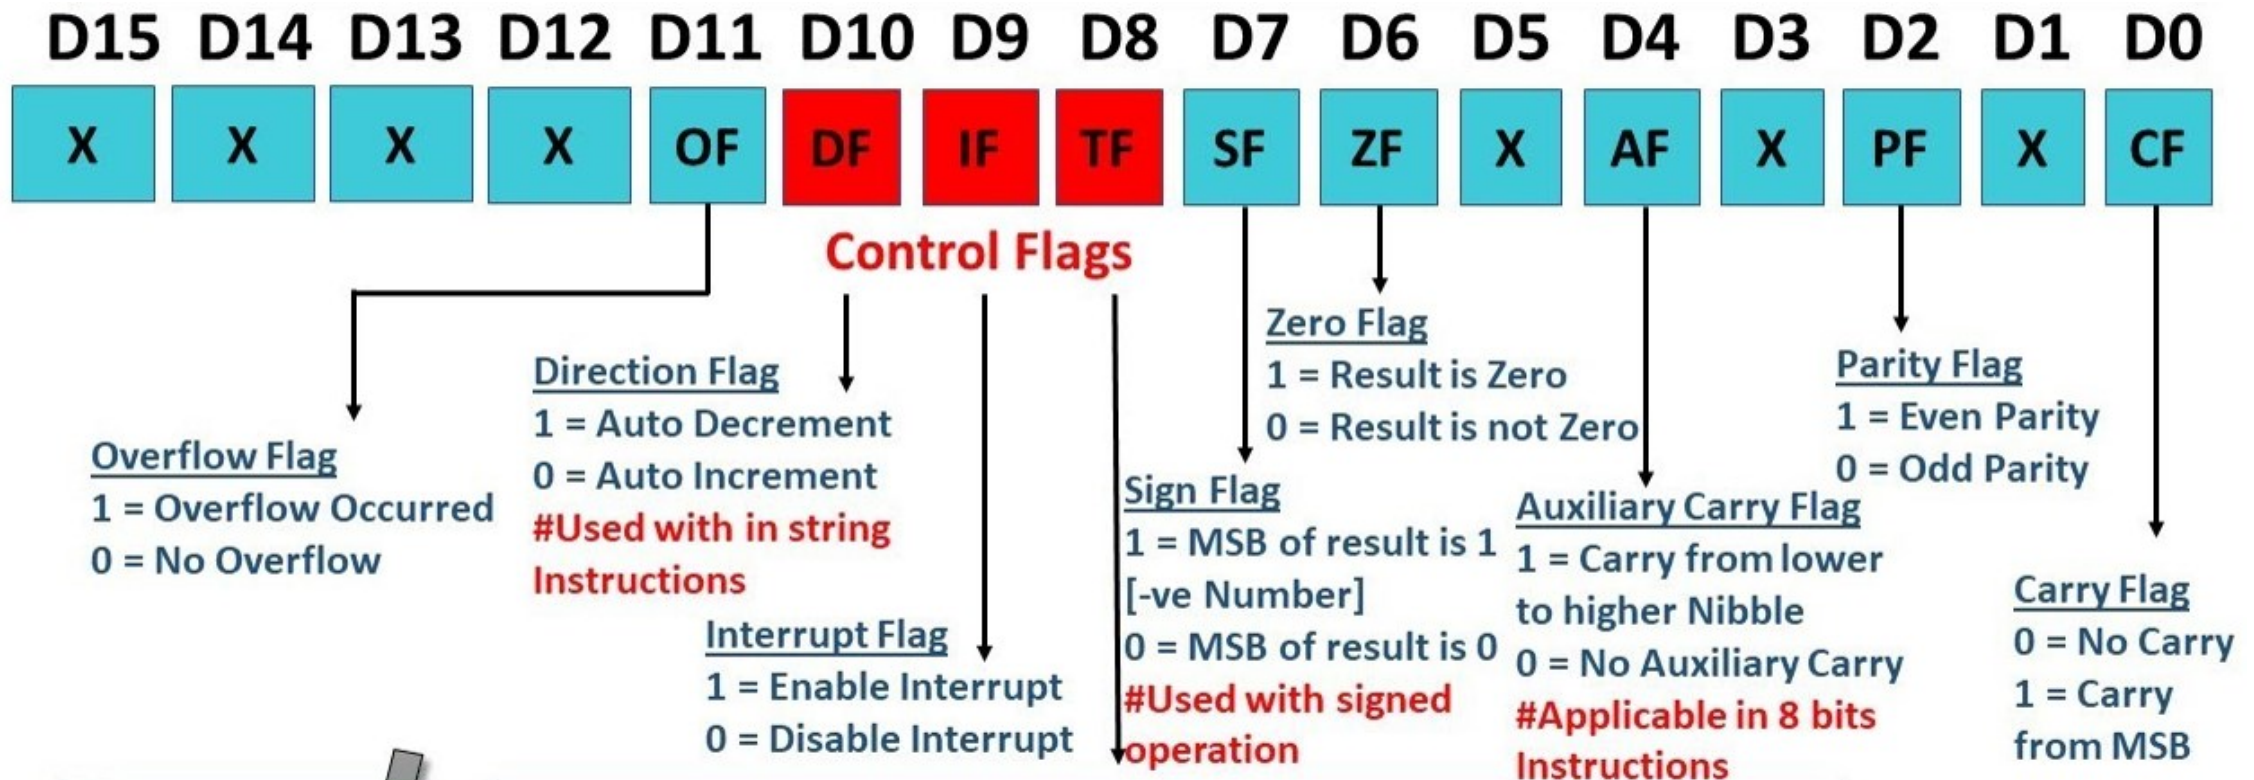 D15 D14 D13 D12 D11 D10 D9 D8 D7 D6 D5 D4 D3 D2 D1 D0
X X X X OF DF IF TF SF ZF X AF X PF X CF
Control Flags
Overflow Flag
1 = Overflow Occurred
0 = No Overflow
Direction Flag
1 = Auto Decrement
0 = Auto Increment
#Used with in string
Instructions
Interrupt Flag
1 = Enable Interrupt
0 = Disable Interrupt
Sign Flag
1 = MSB of result is 1
[-ve Number]
0 = MSB of result is 0
#Used with signed
operation
Zero Flag
1 = Result is Zero
0 = Result is not Zero
Auxiliary Carry Flag
1 = Carry from lower
to higher Nibble
0 = No Auxiliary Carry
#Applicable in 8 bits
Instructions
Parity Flag
1 = Even Parity
0 = Odd Parity
Carry Flag
0 = No Carry
1 = Carry
from MSB